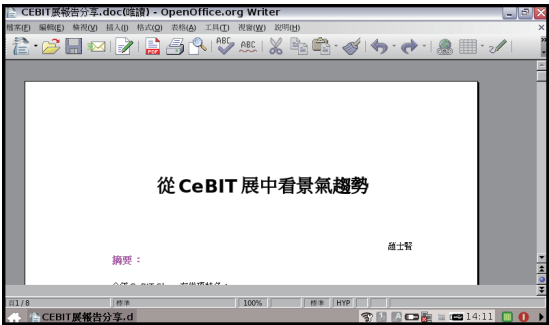 CEBIT展報告分享.doc(唯讀) - OpenOffice.org Writer
檔案(F) 編輯(E) 檢視(V) 插入(I) 格式(O) 表格(A) 工具(T) 視窗(W) 說明(H)
從 CeBIT 展中看景氣趨勢
趙士賢
摘要：
頁1 / 8 標準 100% 標準 HYP
CEBIT展報告分享.d 14:11